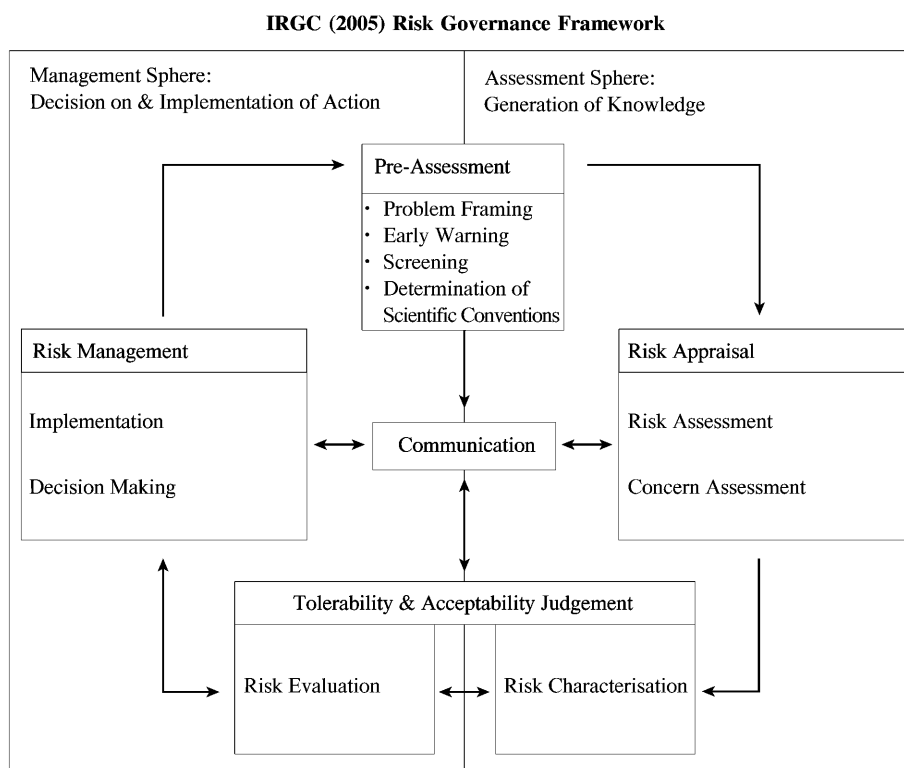 IRGC (2005) Risk Governance Framework
Management Sphere:
Decision on & Implementation of Action
Assessment Sphere:
Generation of Knowledge
Pre-Assessment
· Problem Framing
· Early Warning
· Screening
· Determination of
Scientific Conventions
Risk Management
Implementation
Decision Making
Communication
Risk Appraisal
Risk Assessment
Concern Assessment
Tolerability & Acceptability Judgement
Risk Evaluation
Risk Characterisation